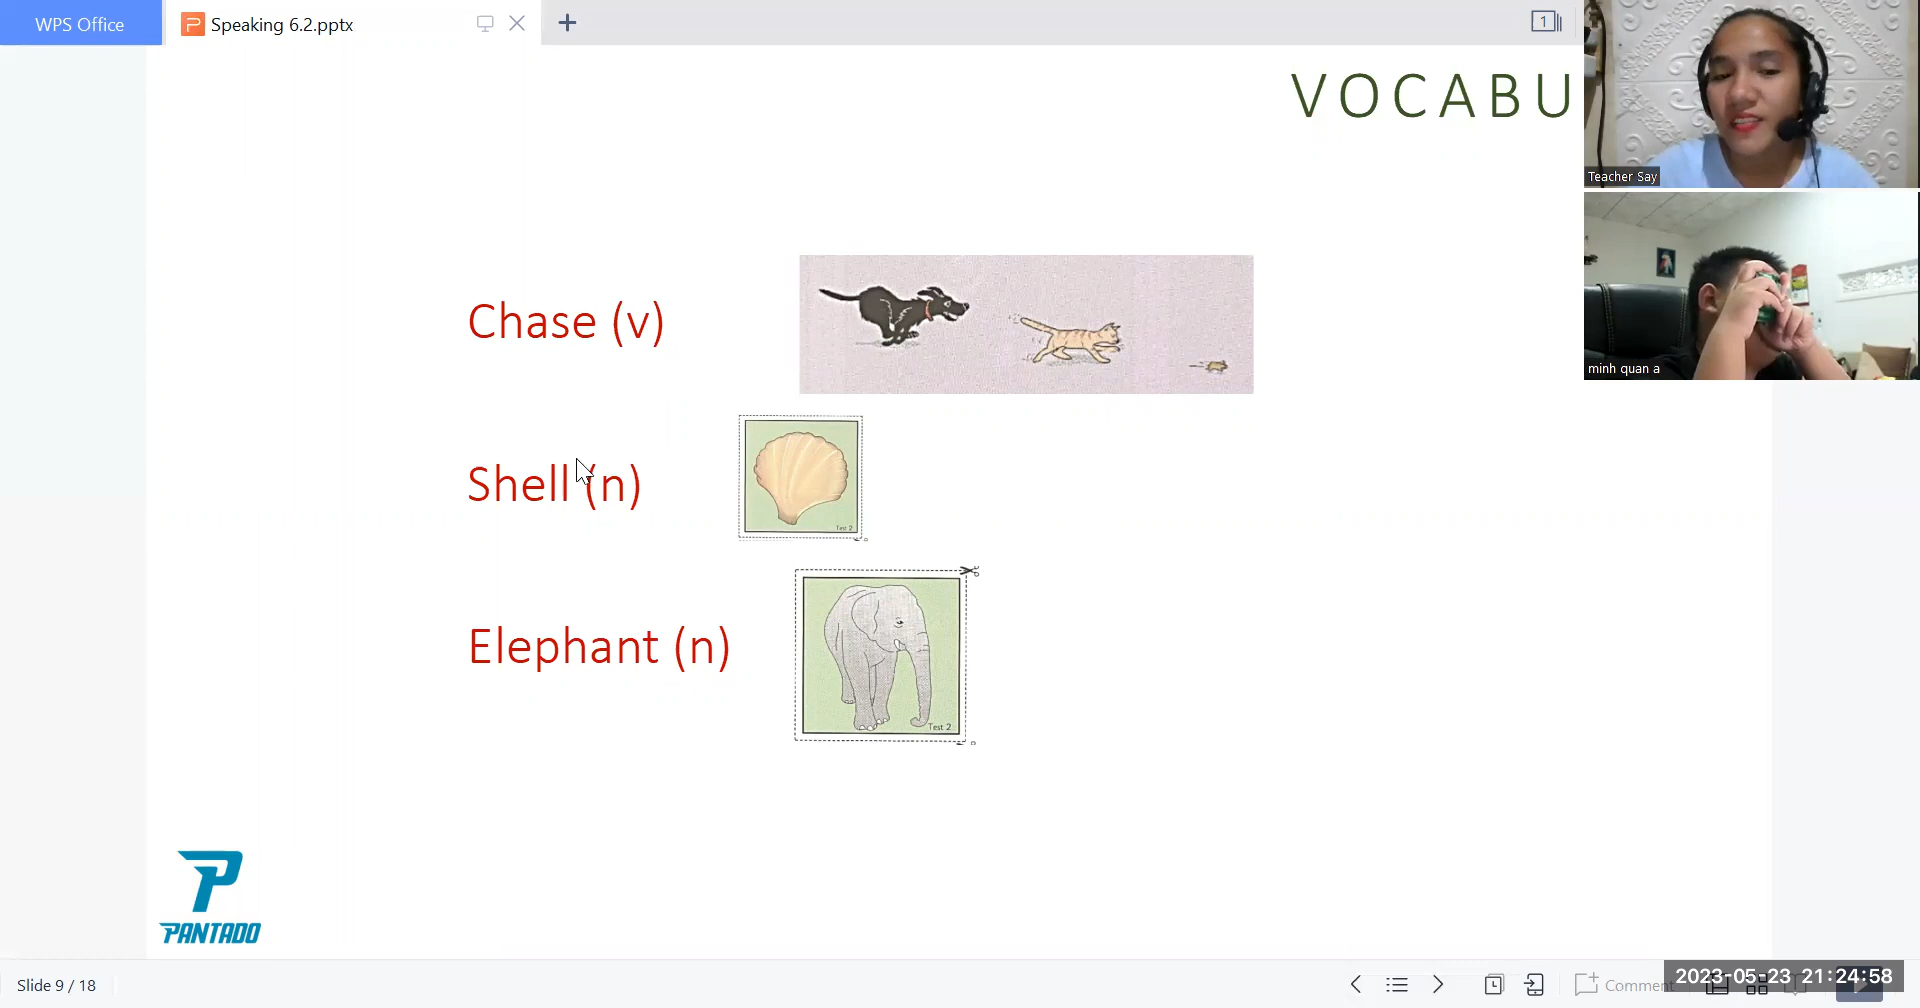 WPS Office
Speaking 6.2.pptx
1
VOCABU
Teacher Say
minh quan a
Chase (v)
Shell (n)
Test 2
Elephant (n)
Test 2
PANTADO
Slide 9 / 18
Comment
2023-05-23 21:24:58